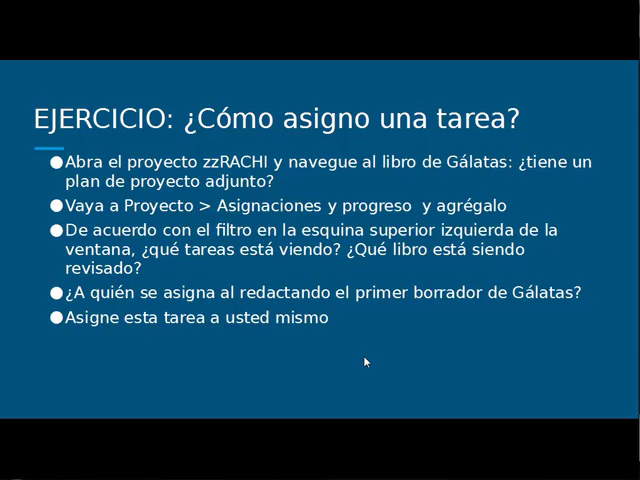 EJERCICIO: ¿Cómo asigno una tarea?
●Abra el proyecto zzRACHI y navegue al libro de Gálatas: ¿tiene un
plan de proyecto adjunto?
●Vaya a Proyecto > Asignaciones y progreso  y agrégalo
●De acuerdo con el filtro en la esquina superior izquierda de la
ventana, ¿qué tareas está viendo? ¿Qué libro está siendo
revisado?
●¿A quién se asigna al redactando el primer borrador de Gálatas?
●Asigne esta tarea a usted mismo